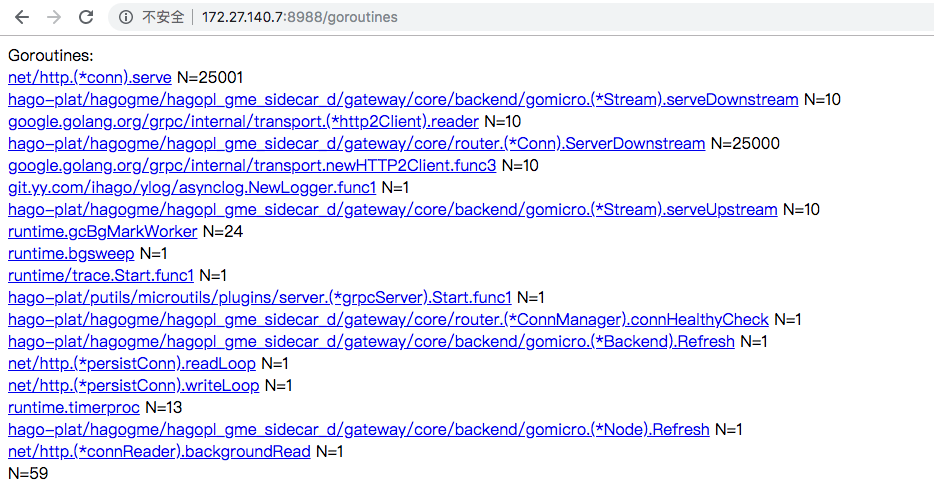 不安全 | 172.27.140.7:8988/goroutines
Goroutines:
net/http.(*conn).serve N=25001
hago-plat/hagogme/hagopl_gme_sidecar_d/gateway/core/backend/gomicro.(*Stream).serveDownstream N=10
google.golang.org/grpc/internal/transport.(*http2Client).reader N=10
hago-plat/hagogme/hagopl_gme_sidecar_d/gateway/core/router.(*Conn).ServerDownstream N=25000
google.golang.org/grpc/internal/transport.newHTTP2Client.func3 N=10
git.yy.com/ihago/ylog/asynclog.NewLogger.func1 N=1
hago-plat/hagogme/hagopl_gme_sidecar_d/gateway/core/backend/gomicro.(*Stream).serveUpstream N=10
runtime.gcBgMarkWorker N=24
runtime.bgsweep N=1
runtime/trace.Start.func1 N=1
hago-plat/putils/microutils/plugins/server.(*grpcServer).Start.func1 N=1
hago-plat/hagogme/hagopl_gme_sidecar_d/gateway/core/router.(*ConnManager).connHealthyCheck N=1
hago-plat/hagogme/hagopl_gme_sidecar_d/gateway/core/backend/gomicro.(*Backend).Refresh N=1
net/http.(*persistConn).readLoop N=1
net/http.(*persistConn).writeLoop N=1
runtime.timerproc N=13
hago-plat/hagogme/hagopl_gme_sidecar_d/gateway/core/backend/gomicro.(*Node).Refresh N=1
net/http.(*connReader).backgroundRead N=1
N=59